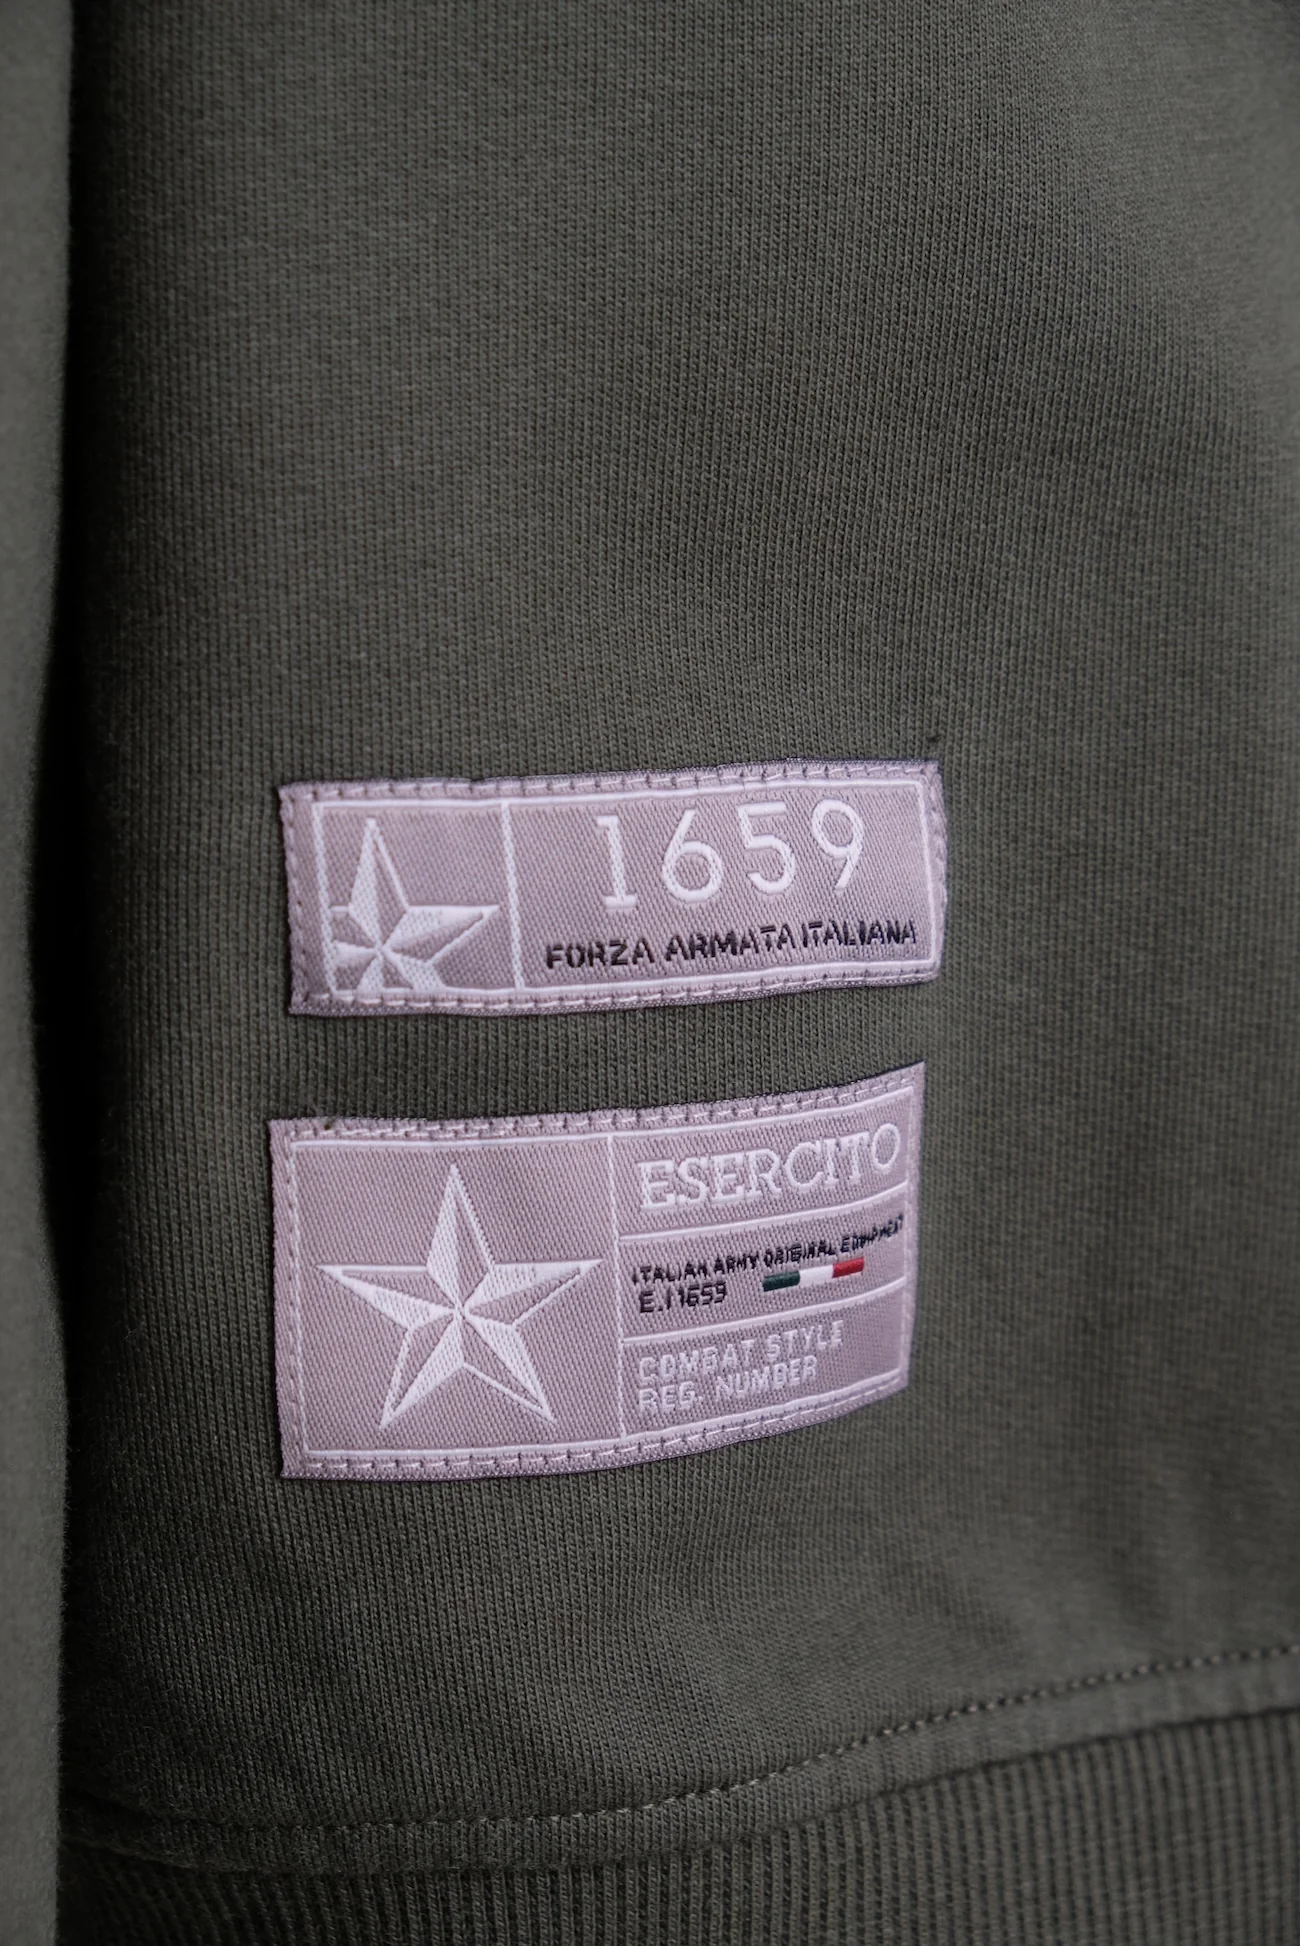 1659
FORZA ARMATA ITALIANA
ESERCITO
ITALIAN ARMY ORIGINAL EQUIPMENT
E.I 1659
COMBAT STYLE
REG. NUMBER